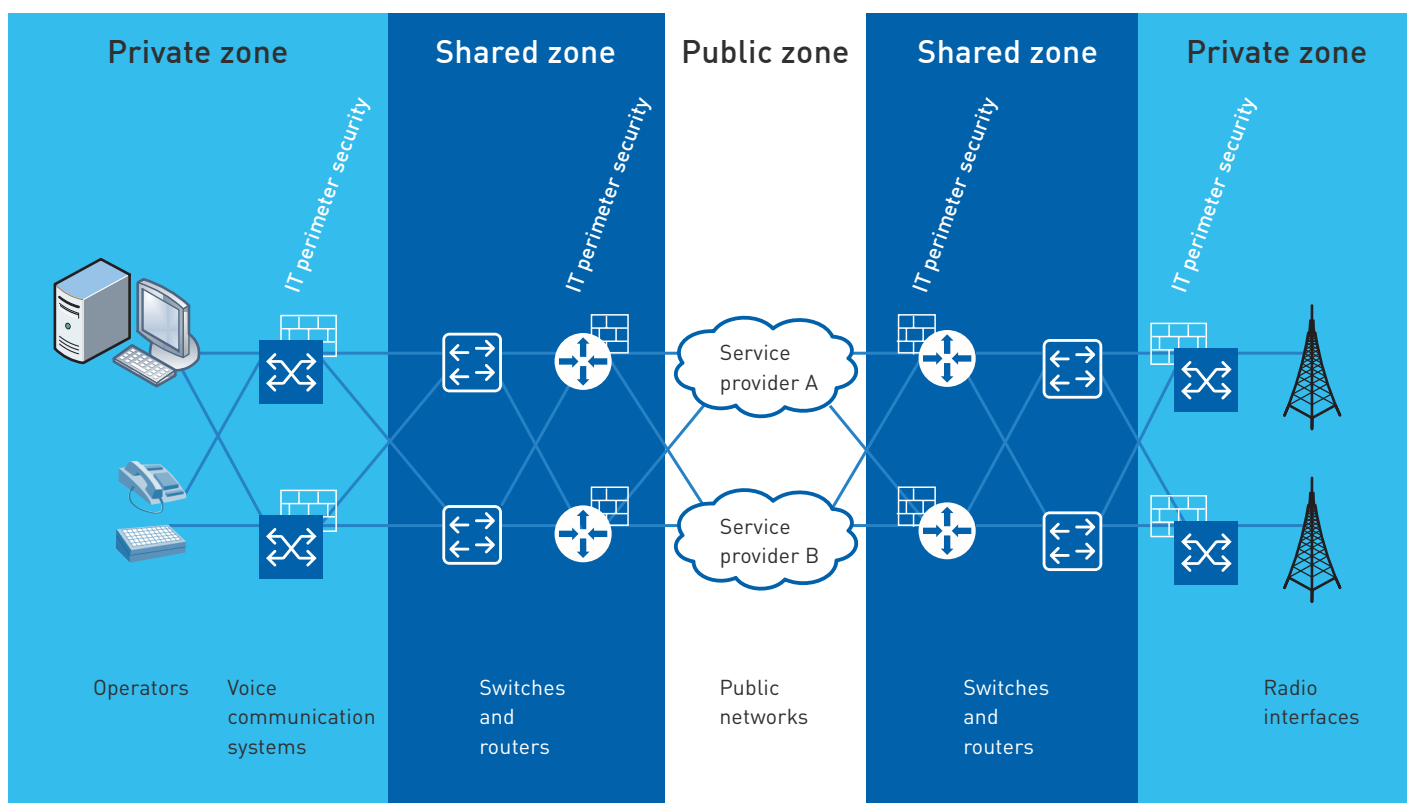 Private zone
Shared zone
Public zone
Shared zone
Private zone
IT perimeter security
IT perimeter security
IT perimeter security
IT perimeter security
Service
provider A
Service
provider B
Operators
Voice
communication
systems
Switches
and
routers
Public
networks
Switches
and
routers
Radio
interfaces